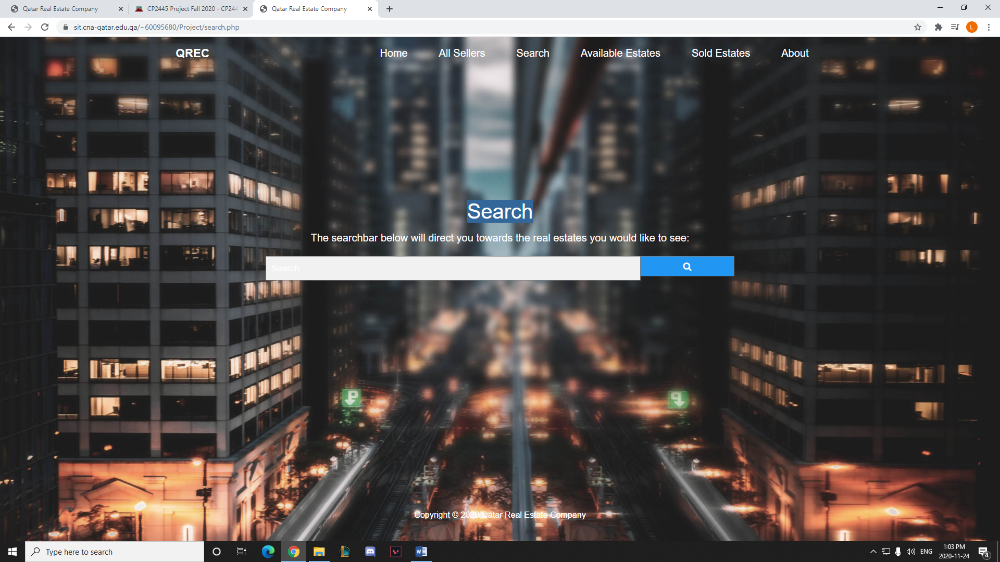 Qatar Real Estate Company
CP2445 Project Fall 2020 - CP244
Qatar Real Estate Company
sit.cna-qatar.edu.qa/~60095680/Project/search.php
L
QREC
Home
All Sellers
Search
Available Estates
Sold Estates
About
Search
The searchbar below will direct you towards the real estates you would like to see:
Search..
P
Copyright © 2020 Qatar Real Estate Company
Type here to search
W
ENG
1:03 PM
2020-11-24
4